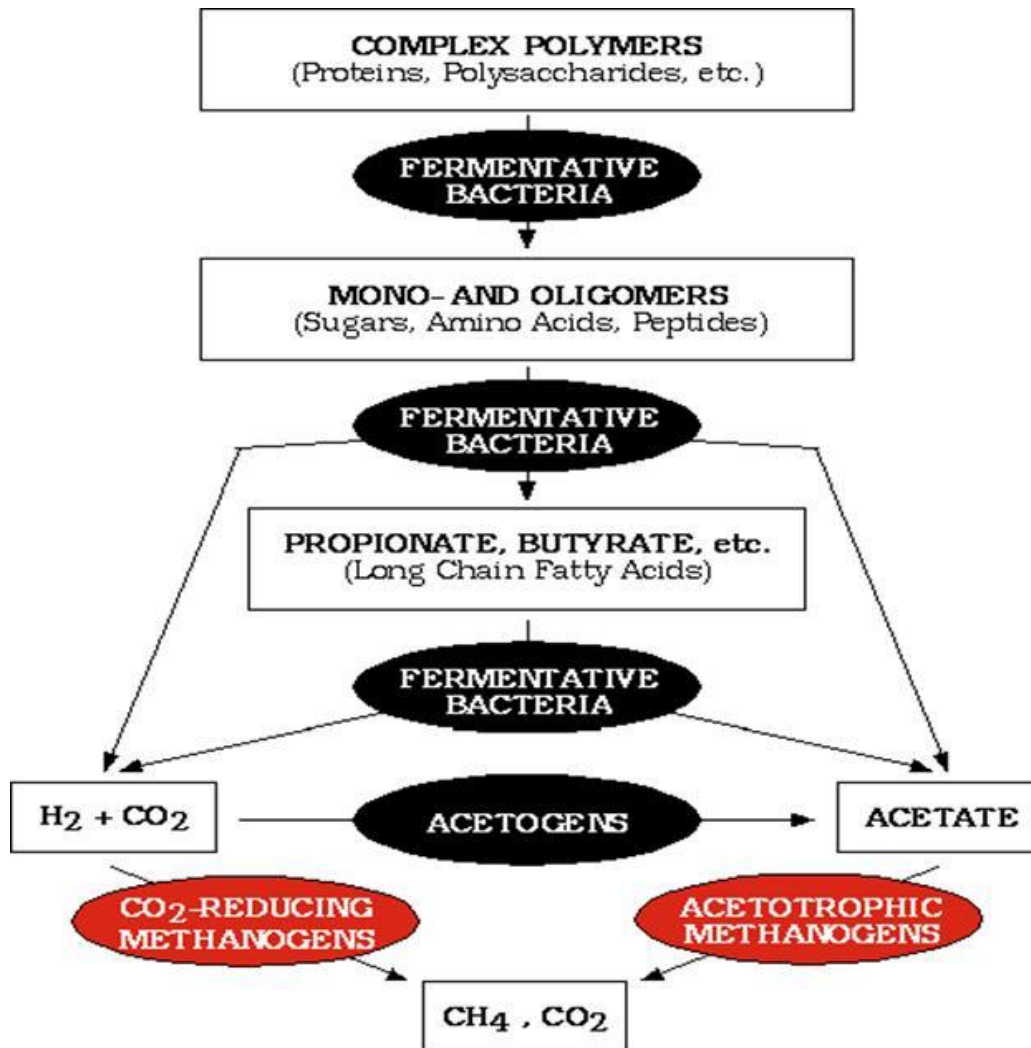 COMPLEX POLYMERS
(Proteins, Polysaccharides, etc.)
FERMENTATIVE
BACTERIA
MONO- AND OLIGOMERS
(Sugars, Amino Acids, Peptides)
FERMENTATIVE
BACTERIA
PROPIONATE, BUTYRATE, etc.
(Long Chain Fatty Acids)
FERMENTATIVE
BACTERIA
H2 + CO2
ACETOGENS
ACETATE
CO2-REDUCING
METHANOGENS
ACETOTROPHIC
METHANOGENS
CH4 , CO2